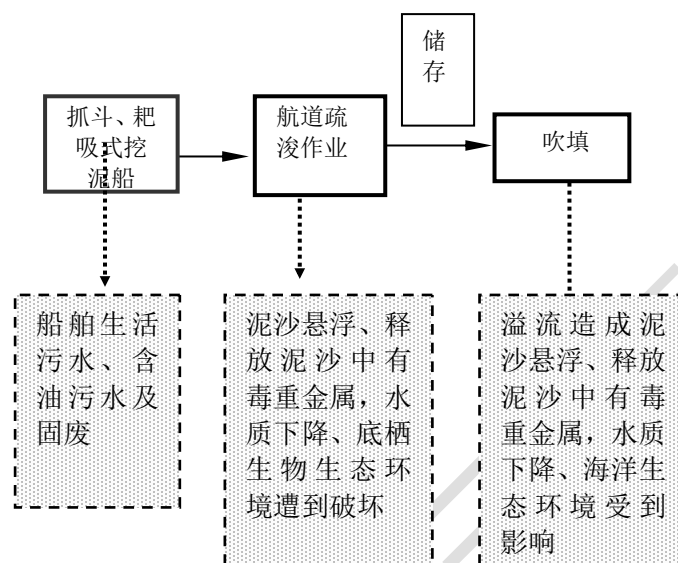 储
存
抓斗、耙
吸式挖
泥船
航道疏
浚作业
吹填
船舶生活
污水、含
油污水及
固废
泥沙悬浮、释
放泥沙中有
毒重金属，水
质下降、底栖
生物生态环
境遭到破坏
溢流造成泥
沙悬浮、释放
泥沙中有毒
重金属，水质
下降、海洋生
态环境受到
影响